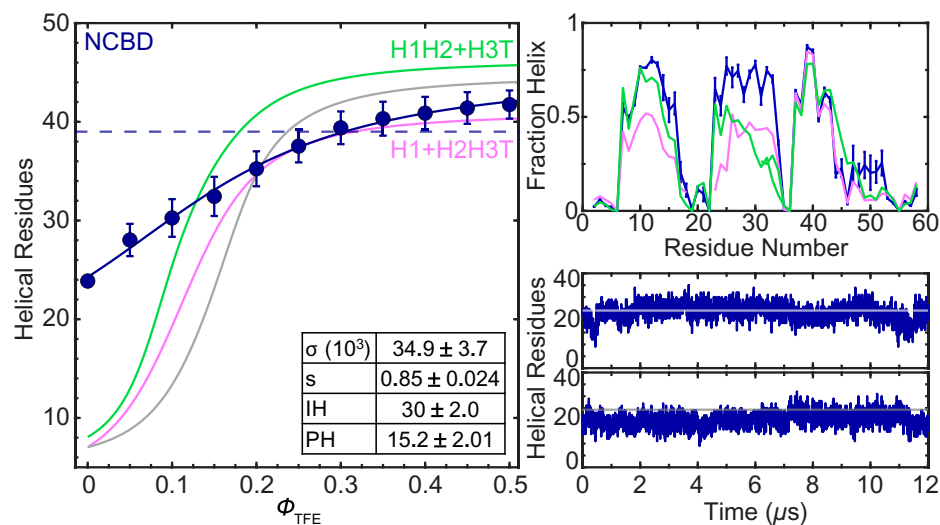 NCBD
H1H2+H3T
H1+H2H3T
Helical Residues
50
40
30
20
10
0
0.1
0.2
0.3
0.4
0.5
ϕTFE
σ (10³) 34.9 ± 3.7
s 0.85 ± 0.024
IH 30 ± 2.0
PH 15.2 ± 2.01
Fraction Helix
1
0.5
0
0 10 20 30 40 50 60
Residue Number
Helical Residues
40
20
0
40
20
0
0 2 4 6 8 10 12
Time (μs)